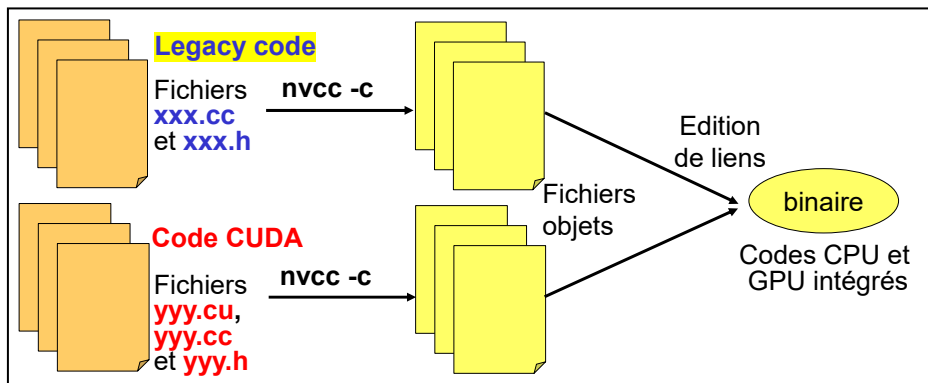 Legacy code
Fichiers
xxx.cc
et xxx.h
nvcc -c
Edition
de liens
Fichiers
objets
binaire
Codes CPU et
GPU intégrés
Code CUDA
Fichiers
yyy.cu,
yyy.cc
et yyy.h
nvcc -c